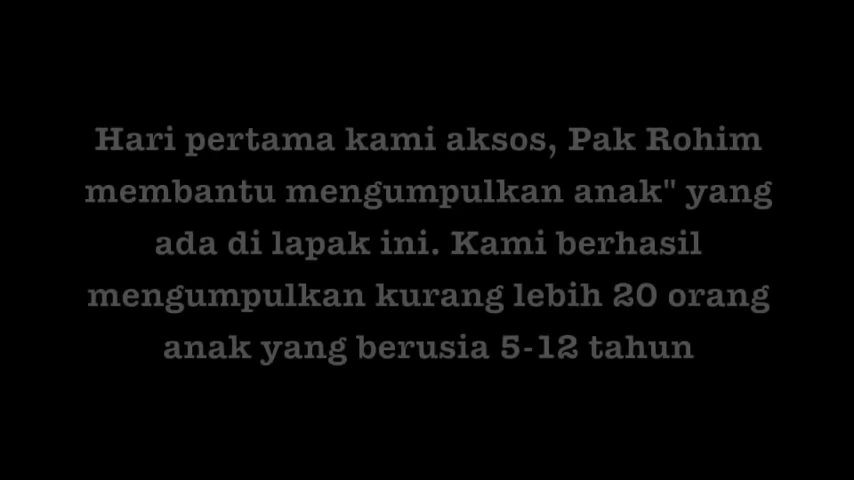 Hari pertama kami aksos, Pak Rohim
membantu mengumpulkan anak" yang
ada di lapak ini. Kami berhasil
mengumpulkan kurang lebih 20 orang
anak yang berusia 5-12 tahun